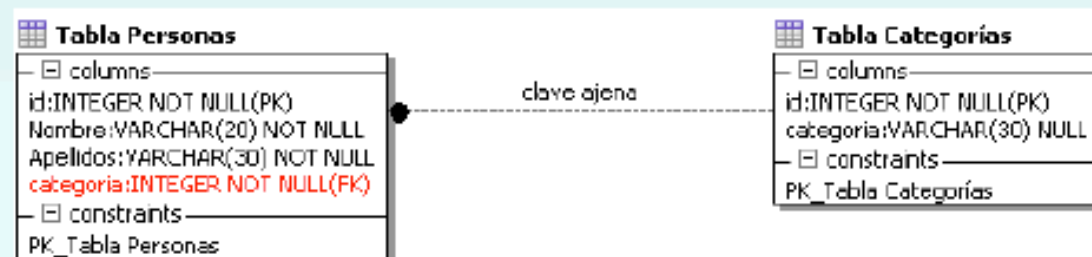 Tabla Personas
columns
id:INTEGER NOT NULL(PK)
Nombre:VARCHAR(20) NOT NULL
Apellidos:VARCHAR(30) NOT NULL
categoria:INTEGER NOT NULL(FK)
constraints
PK_Tabla Personas
clave ajena
Tabla Categorías
columns
id:INTEGER NOT NULL(PK)
categoria:VARCHAR(30) NULL
constraints
PK_Tabla Categorías